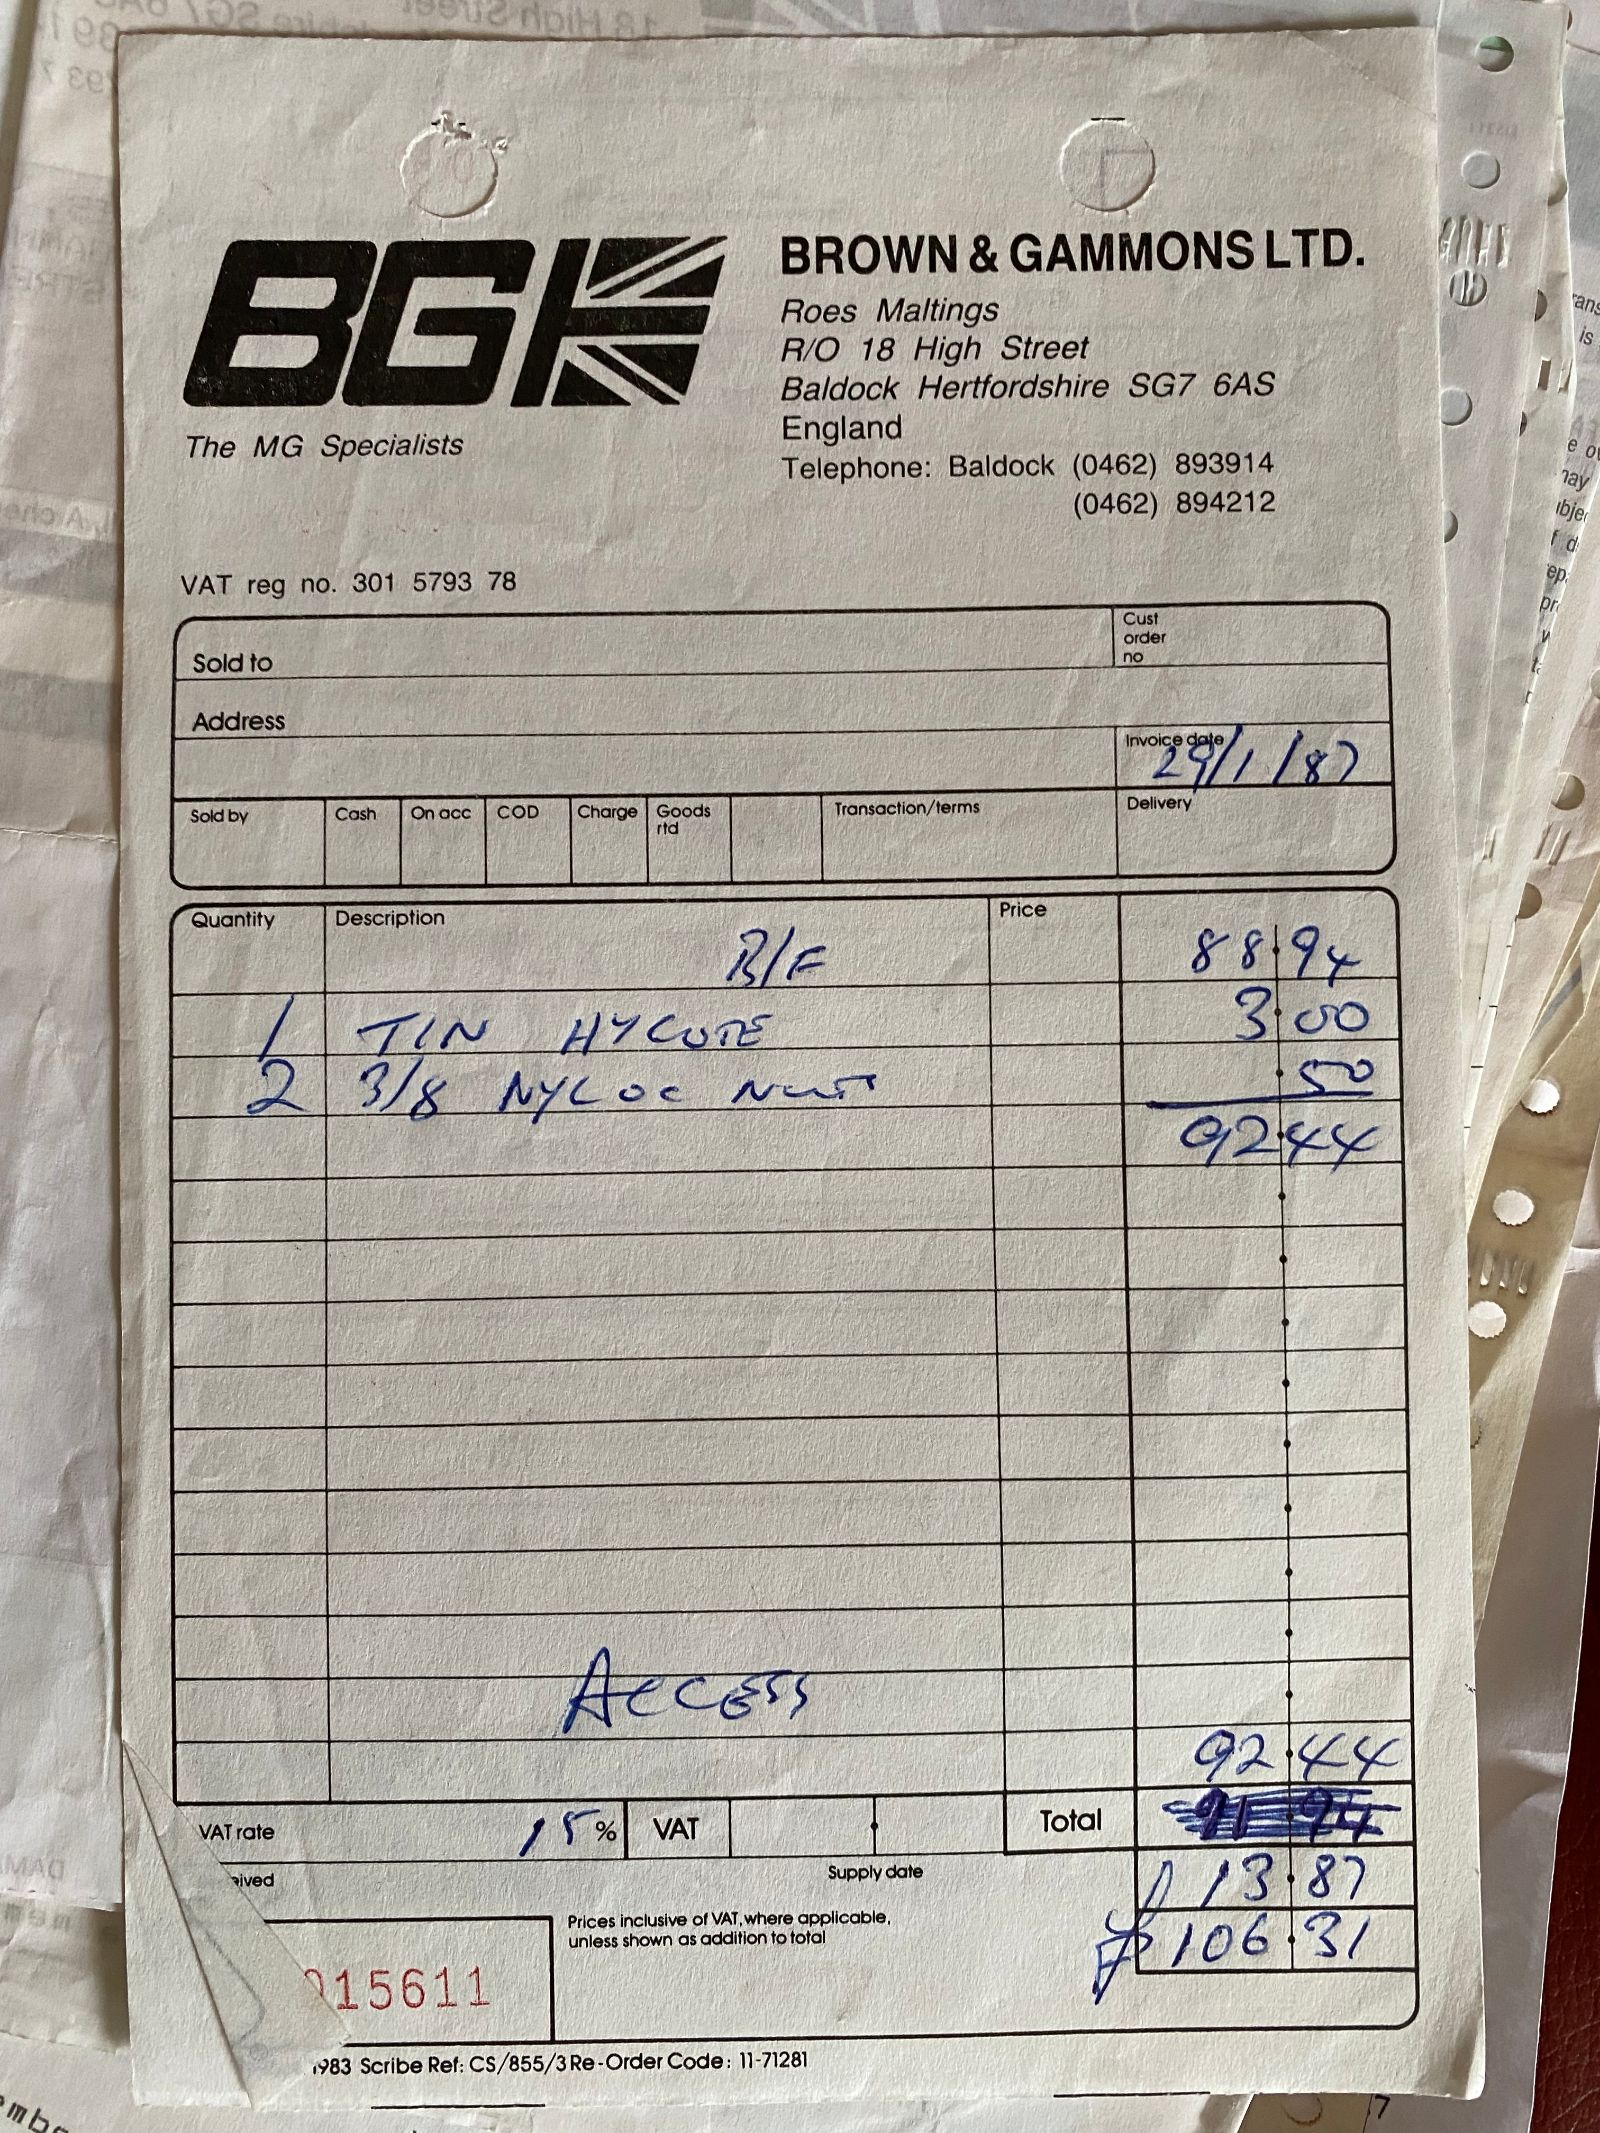 BGH
BROWN & GAMMONS LTD.
Roes Maltings
R/O 18 High Street
Baldock Hertfordshire SG7 6AS
England
Telephone: Baldock (0462) 893914
(0462) 894212
The MG Specialists
VAT reg no. 301 5793 78
Sold to
Cust order no
Address
Invoice date 29/1/87
Sold by Cash On acc COD Charge Goods rtd Transaction/terms Delivery
Quantity Description Price
B/F 88.94
1 TIN HYCOTE 3.00
2 3/8 NYLOC NUTS 50
92.44
ACCESS
92.44
VAT rate 15% VAT Total
13.87
Supply date
Prices inclusive of VAT, where applicable,
unless shown as addition to total
£106.31
15611
Scribe Ref: CS/855/3 Re-Order Code: 11-71281